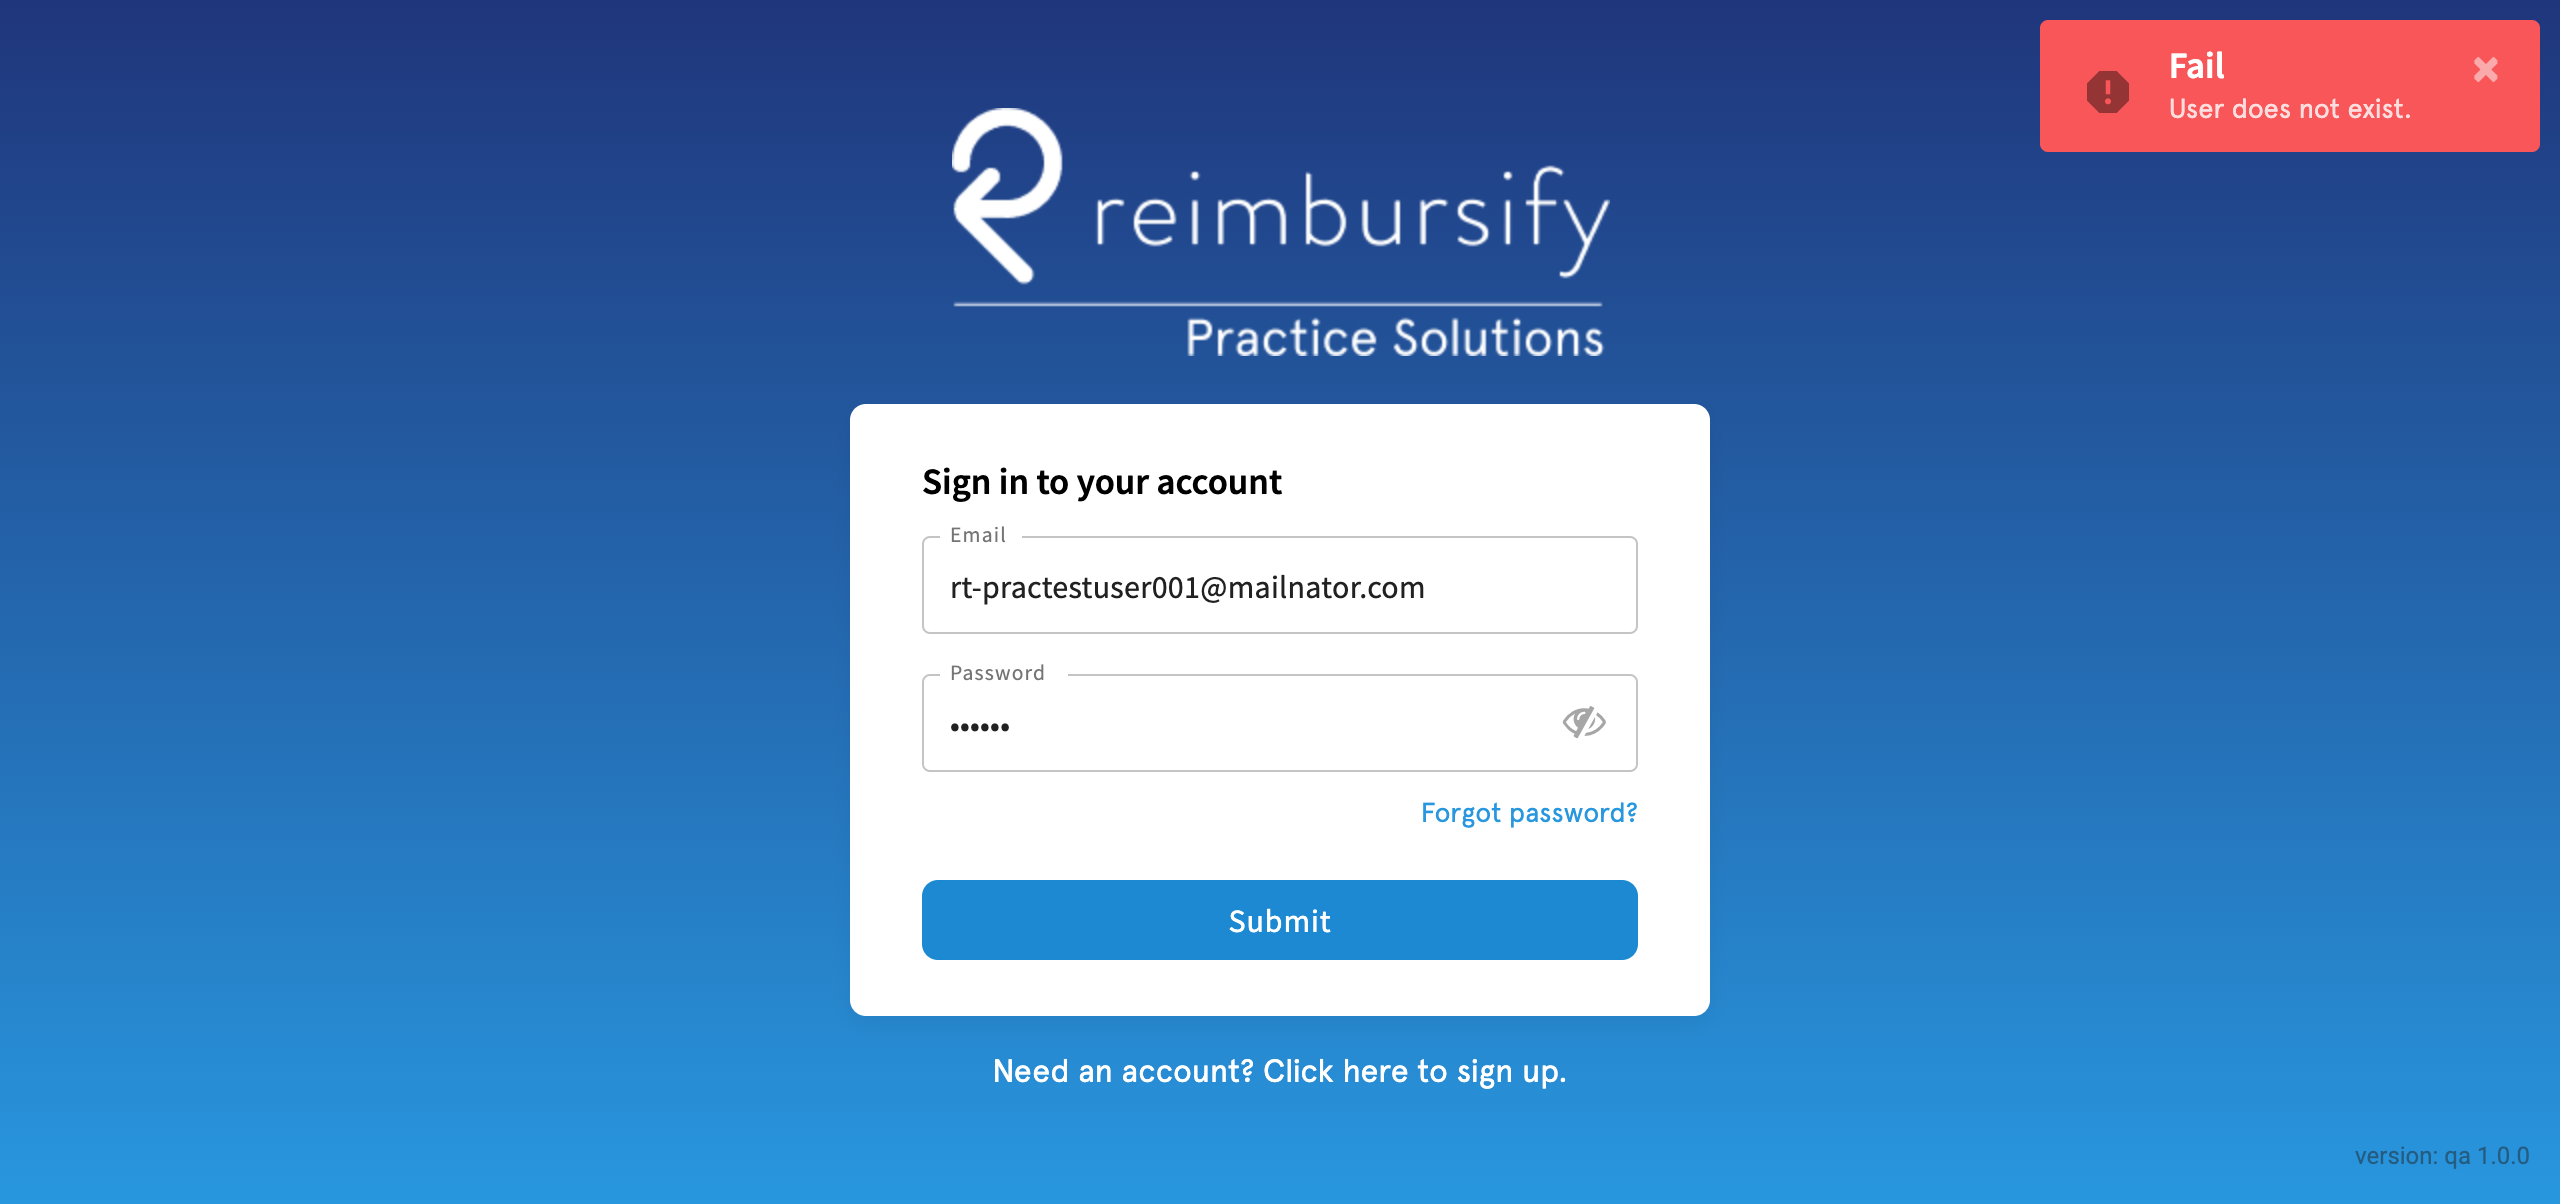 Fail
User does not exist.
reimbursify
Practice Solutions
Sign in to your account
Email
rt-practestuser001@mailnator.com
Password
••••••
Forgot password?
Submit
Need an account? Click here to sign up.
version: qa 1.0.0